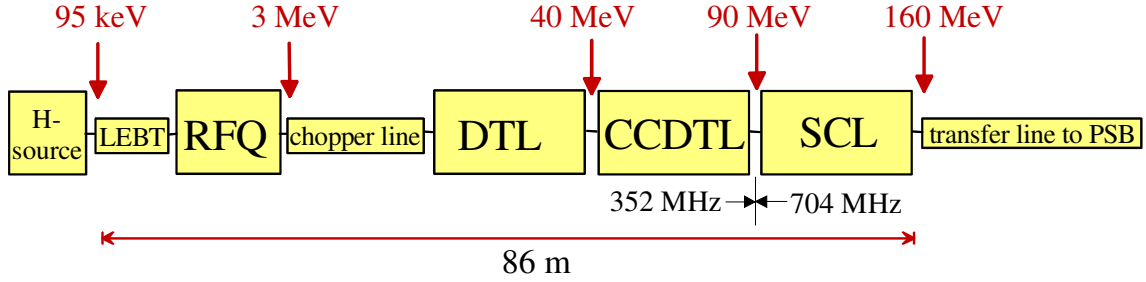 95 keV 3 MeV 40 MeV 90 MeV 160 MeV
H-
source
LEBT
RFQ
chopper line
DTL
CCDTL
SCL
transfer line to PSB
352 MHz 704 MHz
86 m